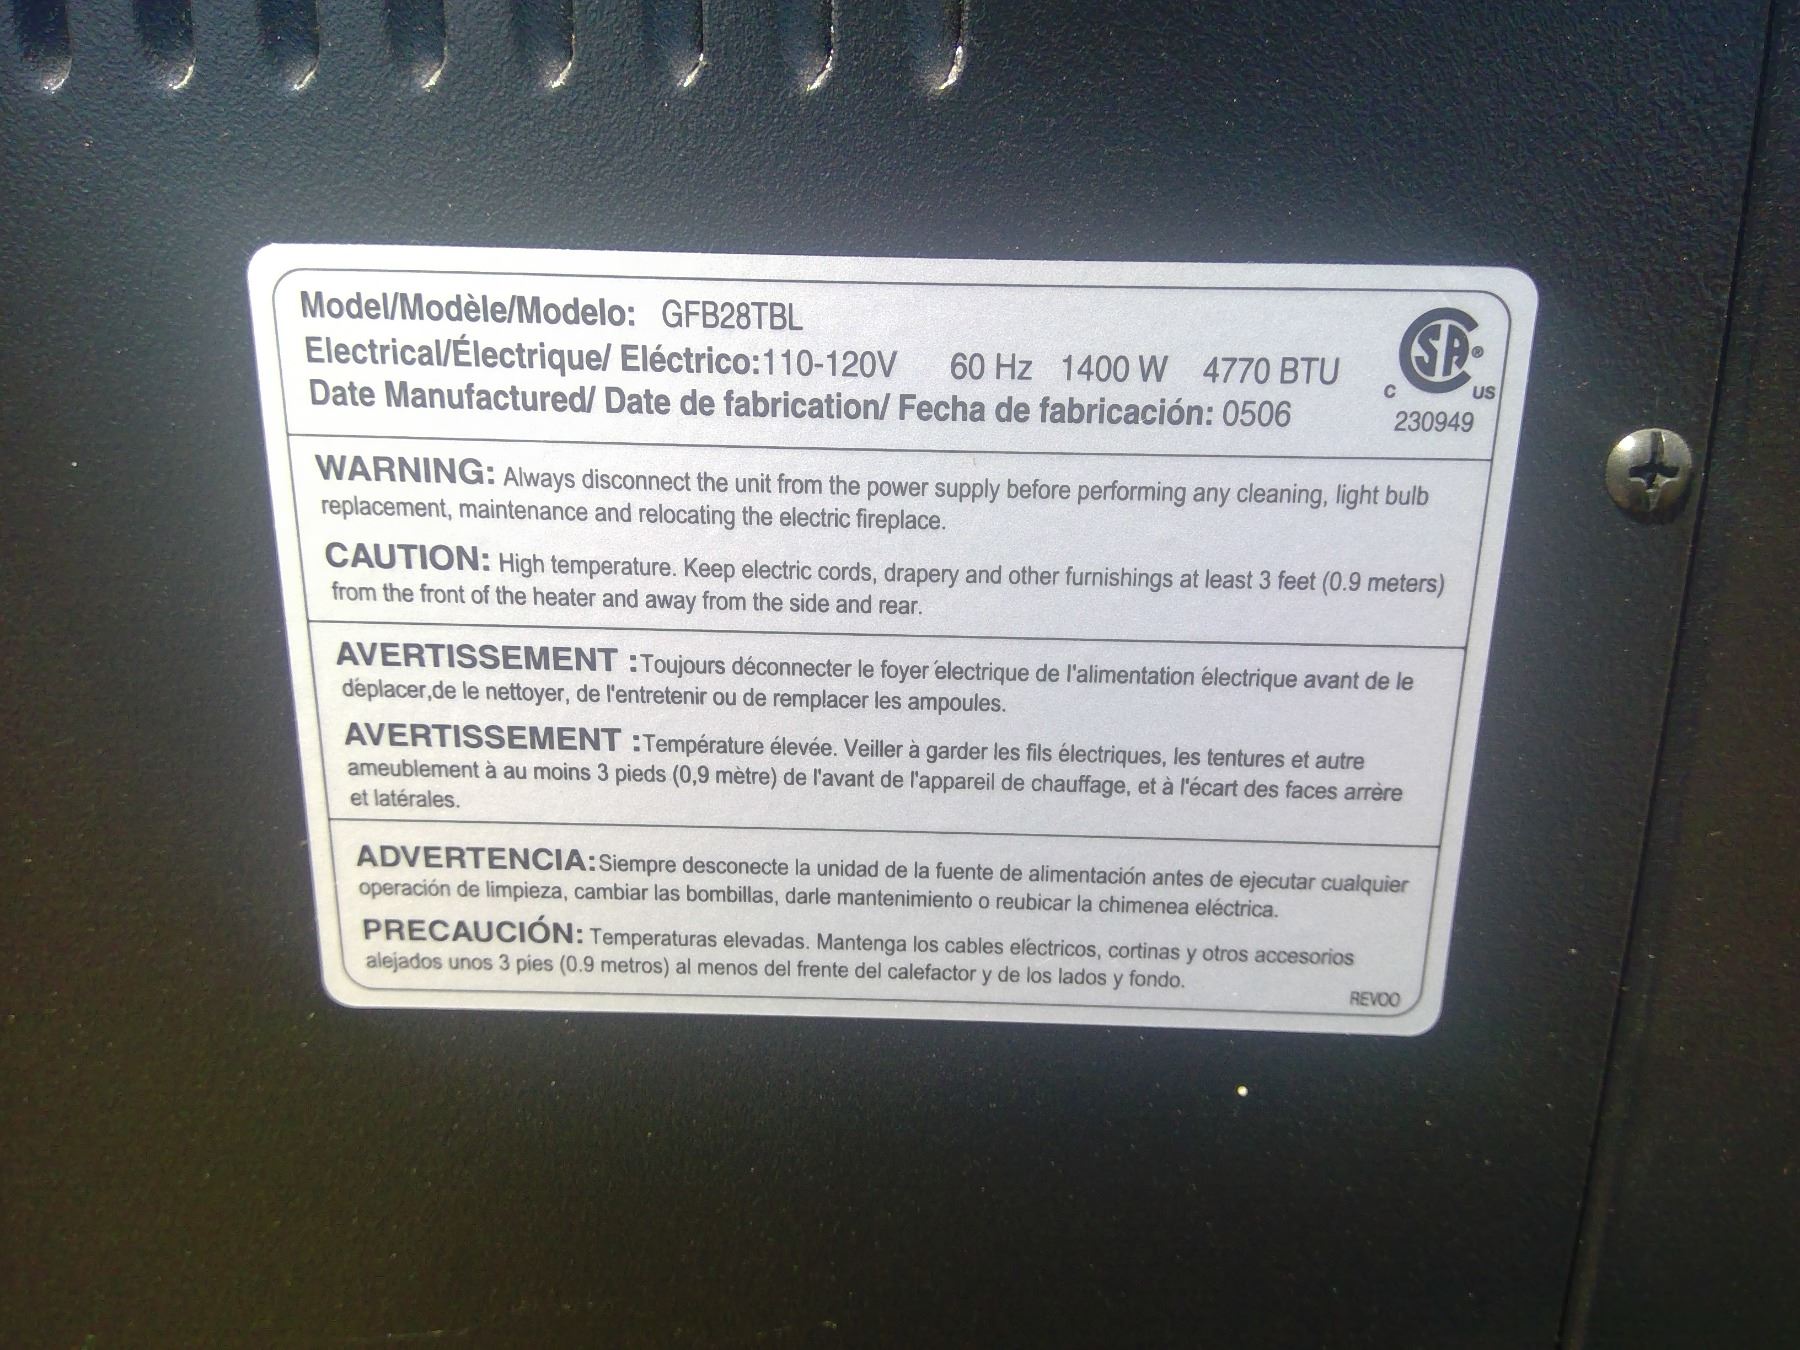 Model/Modèle/Modelo: GFB28TBL
Electrical/Électrique/ Eléctrico:110-120V 60 Hz 1400 W 4770 BTU
Date Manufactured/ Date de fabrication/ Fecha de fabricación: 0506
CSA ®
C US
230949
WARNING: Always disconnect the unit from the power supply before performing any cleaning, light bulb
replacement, maintenance and relocating the electric fireplace.
CAUTION: High temperature. Keep electric cords, drapery and other furnishings at least 3 feet (0.9 meters)
from the front of the heater and away from the side and rear.
AVERTISSEMENT :Toujours déconnecter le foyer ´electrique de l'alimentation électrique avant de le
déplacer,de le nettoyer, de l'entretenir ou de remplacer les ampoules.
AVERTISSEMENT :Température élevée. Veiller à garder les fils électriques, les tentures et autre
ameublement à au moins 3 pieds (0,9 mètre) de l'avant de l'appareil de chauffage, et à l'écart des faces arrère
et latérales.
ADVERTENCIA:Siempre desconecte la unidad de la fuente de alimentación antes de ejecutar cualquier
operación de limpieza, cambiar las bombillas, darle mantenimiento o reubicar la chimenea eléctrica.
PRECAUCIÓN: Temperaturas elevadas. Mantenga los cables eléctricos, cortinas y otros accesorios
alejados unos 3 pies (0.9 metros) al menos del frente del calefactor y de los lados y fondo.
REVOO